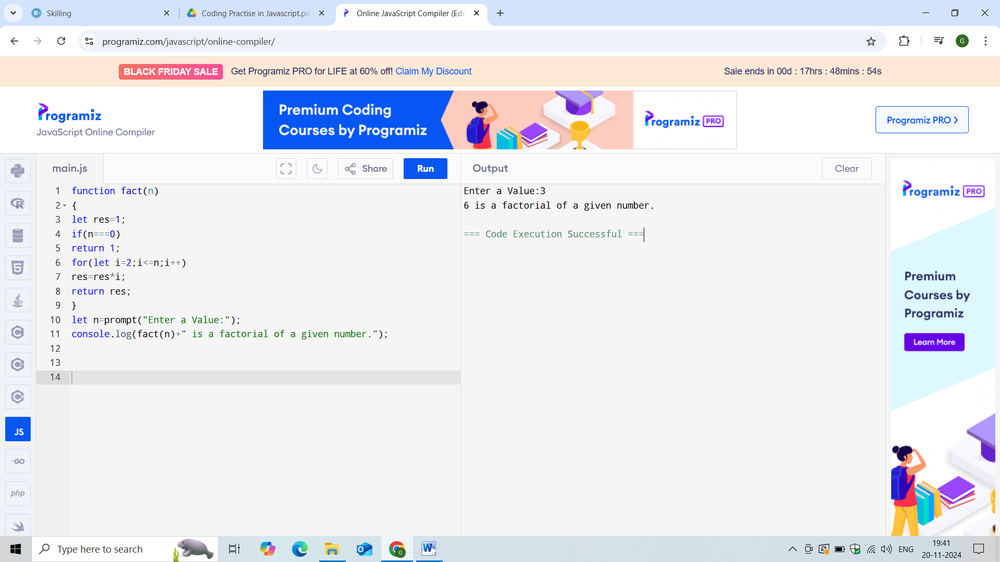 Skilling
Coding Practise in Javascript.pd
Online JavaScript Compiler (Edi
programiz.com/javascript/online-compiler/
G
BLACK FRIDAY SALE Get Programiz PRO for LIFE at 60% off! Claim My Discount
Sale ends in 00d : 17hrs : 48mins : 54s
Programiz
JavaScript Online Compiler
Premium Coding
Courses by Programiz
Programiz PRO
Programiz PRO ›
main.js
Share
Run
Output
Clear
1 function fact(n)
2 {
3 let res=1;
4 if(n===0)
5 return 1;
6 for(let i=2;i<=n;i++)
7 res=res*i;
8 return res;
9 }
10 let n=prompt("Enter a Value:");
11 console.log(fact(n)+" is a factorial of a given number.");
12
13
14
Enter a Value:3
6 is a factorial of a given number.
=== Code Execution Successful ===
JS
GO
php
Programiz PRO
Premium
Courses by
Programiz
Learn More
Type here to search
ENG
19:41
20-11-2024